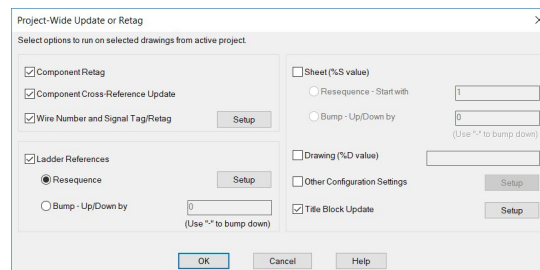 Project-Wide Update or Retag
Select options to run on selected drawings from active project.
Component Retag
Component Cross-Reference Update
Wire Number and Signal Tag/Retag Setup
Ladder References
Resequence Setup
Bump - Up/Down by 0
(Use "-" to bump down)
Sheet (%S value)
Resequence - Start with 1
Bump - Up/Down by 0
(Use "-" to bump down)
Drawing (%D value)
Other Configuration Settings Setup
Title Block Update Setup
OK Cancel Help